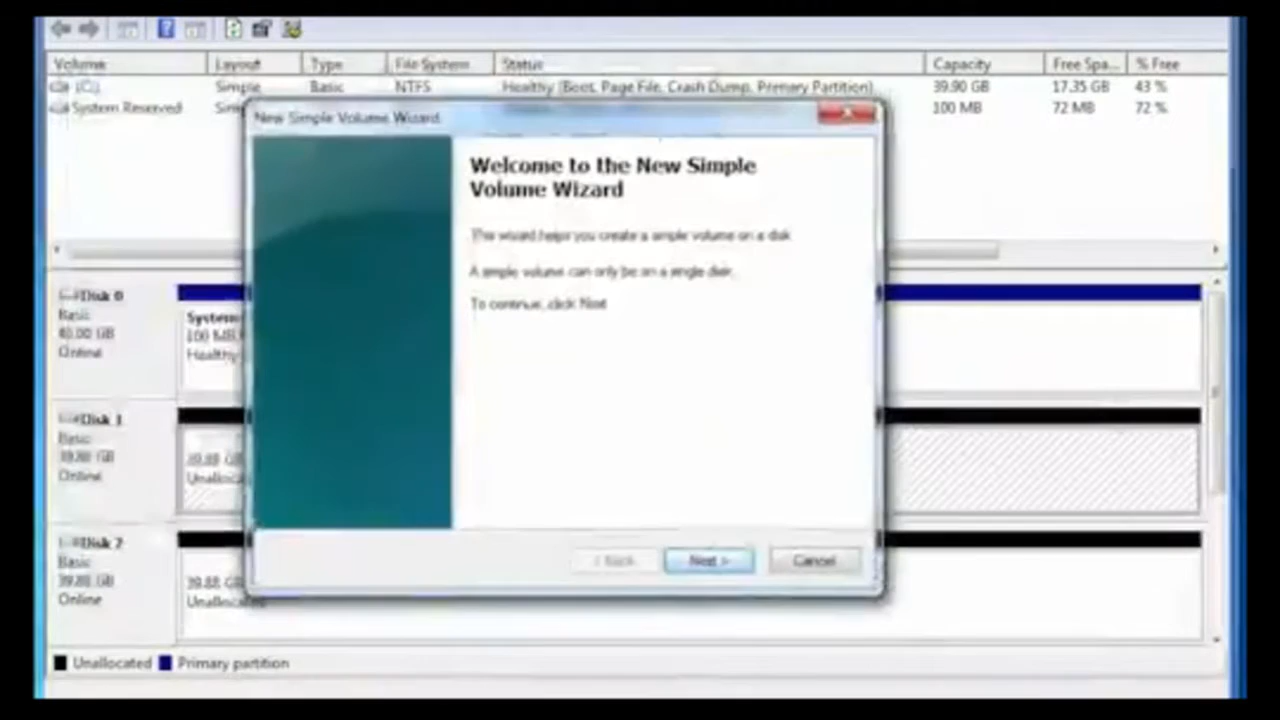 Volume Layout Type File System Status Capacity Free Spa... % Free
(C:) Simple Basic NTFS Healthy (Boot, Page File, Crash Dump, Primary Partition) 39.90 GB 17.35 GB 43 %
System Reserved 100 MB 72 MB 72 %
New Simple Volume Wizard
Welcome to the New Simple
Volume Wizard
This wizard helps you create a simple volume on a disk.
A simple volume can only be on a single disk.
To continue, click Next.
< Back Next > Cancel
Disk 0
Basic
40.00 GB
Online
System
100 MB
Healthy
Disk 1
Basic
39.88 GB
Online
39.88 GB
Disk 2
Basic
39.88 GB
Online
39.88 GB
Unallocated
Unallocated Primary partition